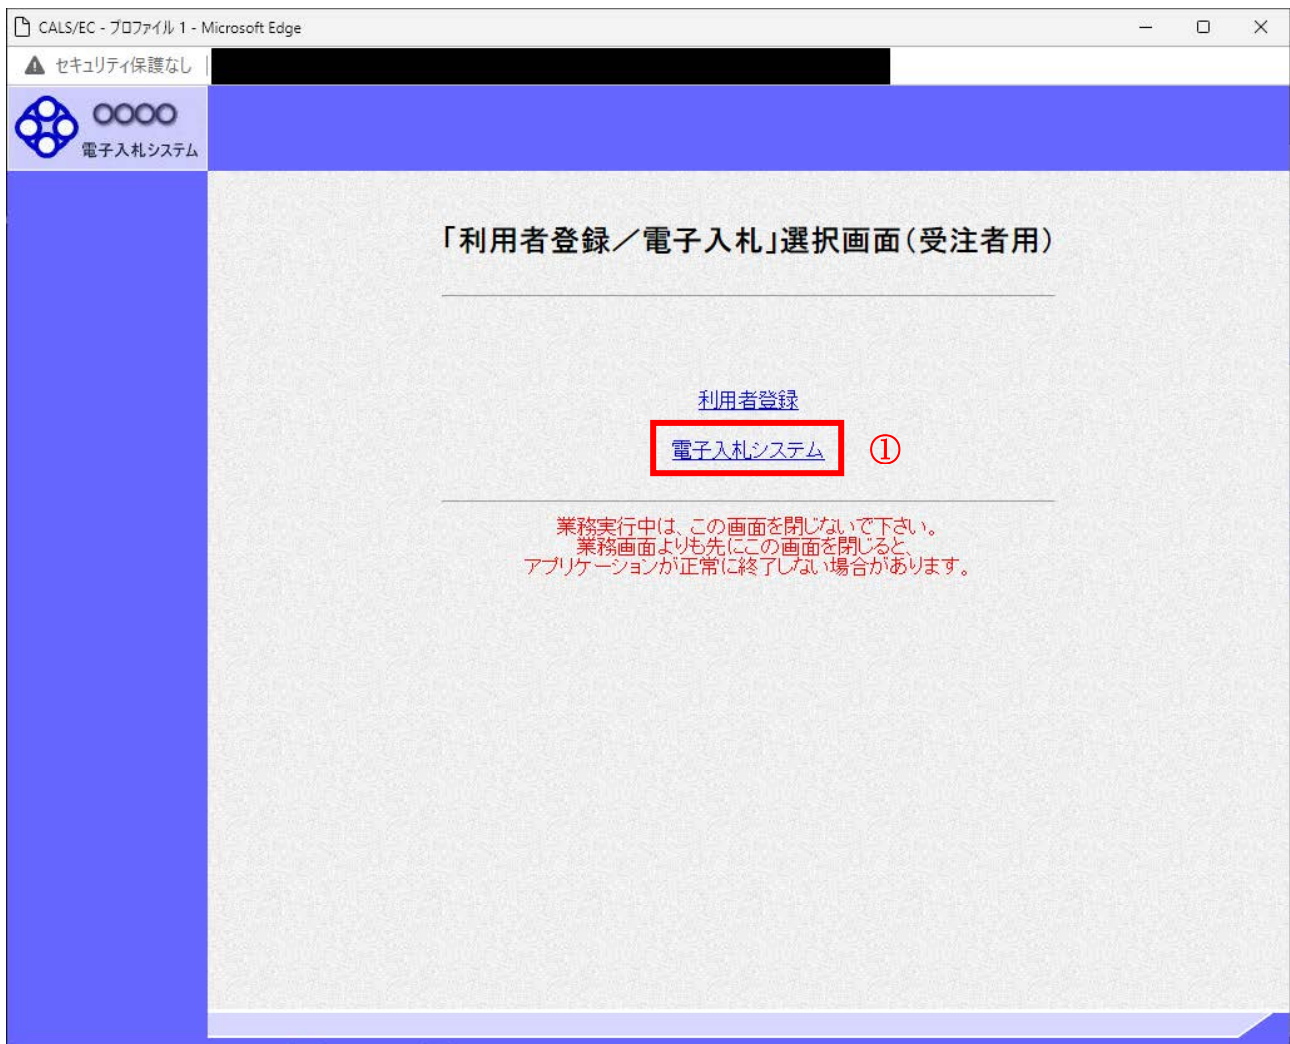 CALS/EC - プロファイル 1 - Microsoft Edge
セキュリティ保護なし
○○○○
電子入札システム
「利用者登録／電子入札」選択画面(受注者用)
利用者登録
電子入札システム ①
業務実行中は、この画面を閉じないで下さい。
業務画面よりも先にこの画面を閉じると、
アプリケーションが正常に終了しない場合があります。